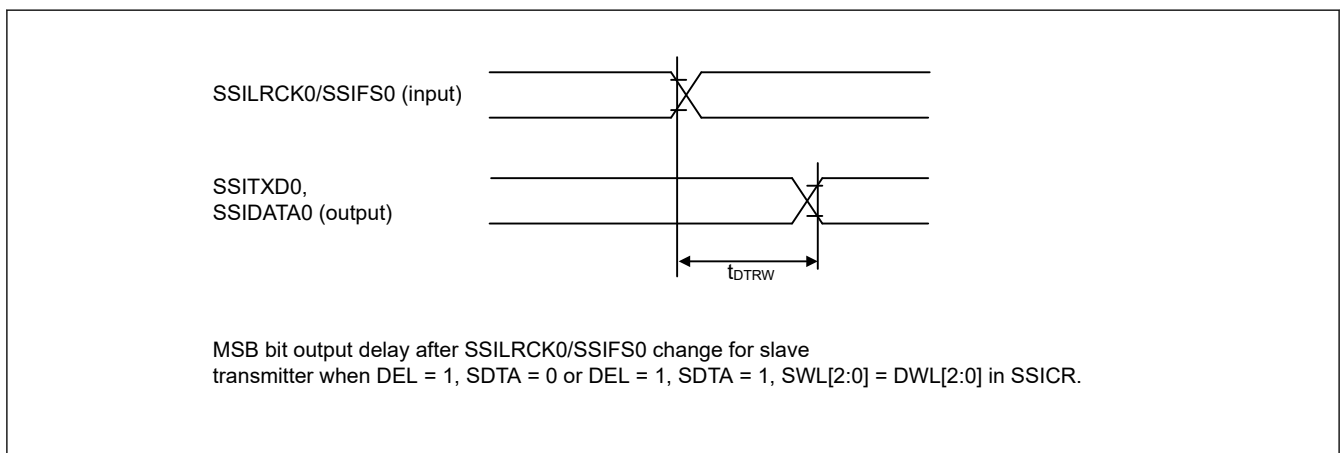 SSILRCK0/SSIFS0 (input)
SSITXD0,
SSIDATA0 (output)
tDTRW
MSB bit output delay after SSILRCK0/SSIFS0 change for slave
transmitter when DEL = 1, SDTA = 0 or DEL = 1, SDTA = 1, SWL[2:0] = DWL[2:0] in SSICR.